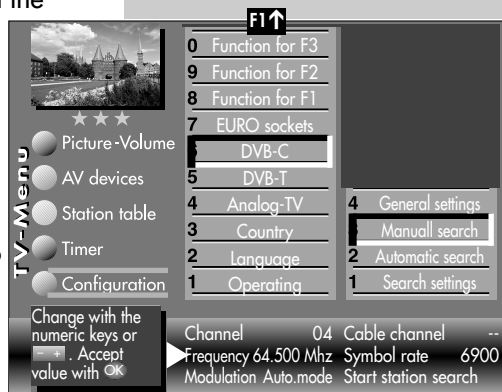 F1↑
TV-Menu
Picture-Volume
AV devices
Station table
Timer
Configuration
0 Function for F3
9 Function for F2
8 Function for F1
7 EURO sockets
DVB-C
5 DVB-T
4 Analog-TV
3 Country
2 Language
1 Operating
4 General settings
Manuall search
2 Automatic search
1 Search settings
Change with the
numeric keys or
- + . Accept
value with OK
Channel 04 Cable channel --
Frequency 64.500 Mhz Symbol rate 6900
Modulation Auto.mode Start station search